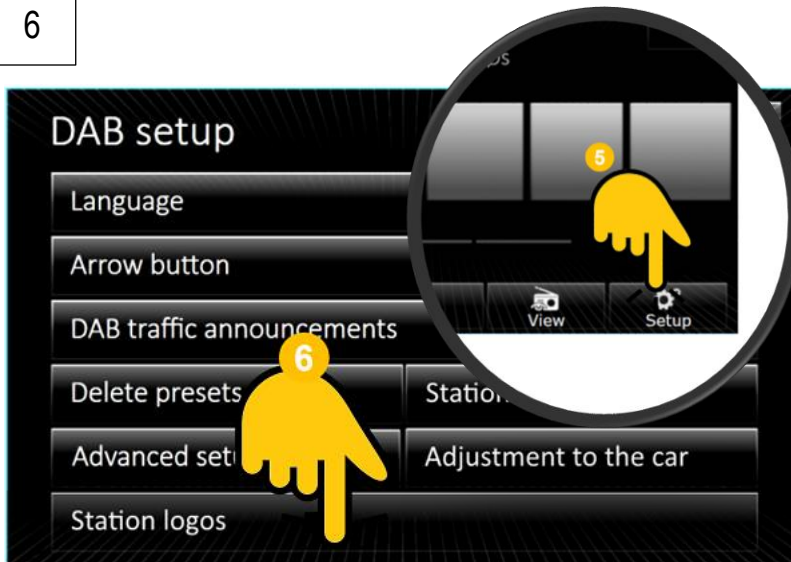 6
DAB setup
5
View Setup
Language
Arrow button
DAB traffic announcements
6
Delete presets
Advanced Adjustment to the car
Station logos